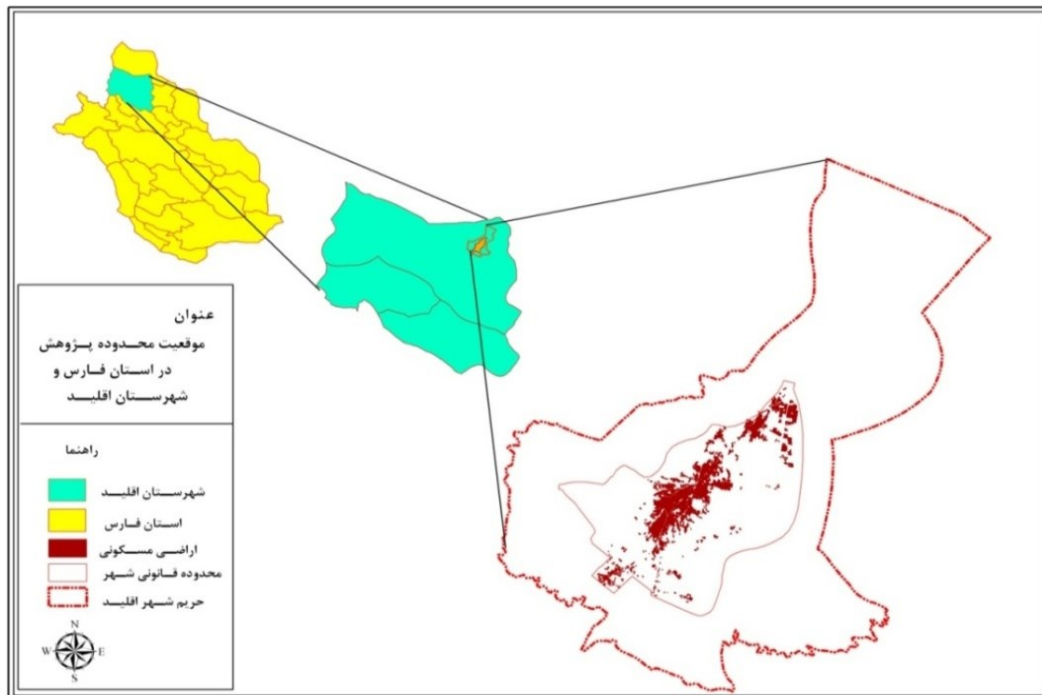 عنوان
موقعیت محدوده پژوهش
در استان فارس و
شهرستان اقلید
راهنما
شهرستان اقلید
استان فارس
اراضی مسکونی
محدوده قانونی شهر
حریم شهر اقلید
N
W E
S